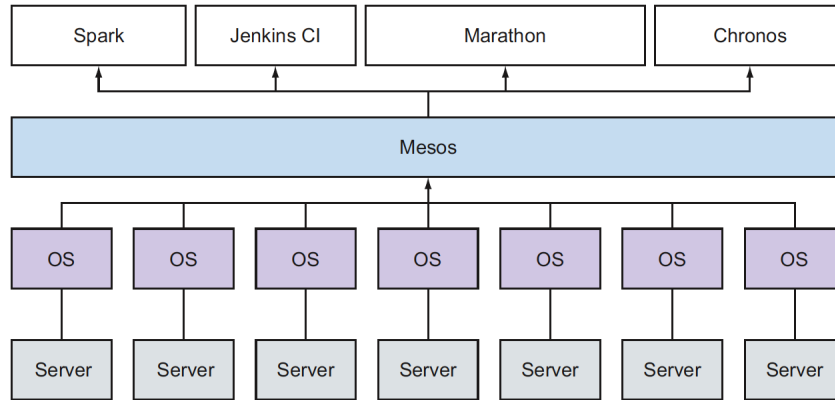 Spark Jenkins CI Marathon Chronos
Mesos
OS OS OS OS OS OS OS
Server Server Server Server Server Server Server